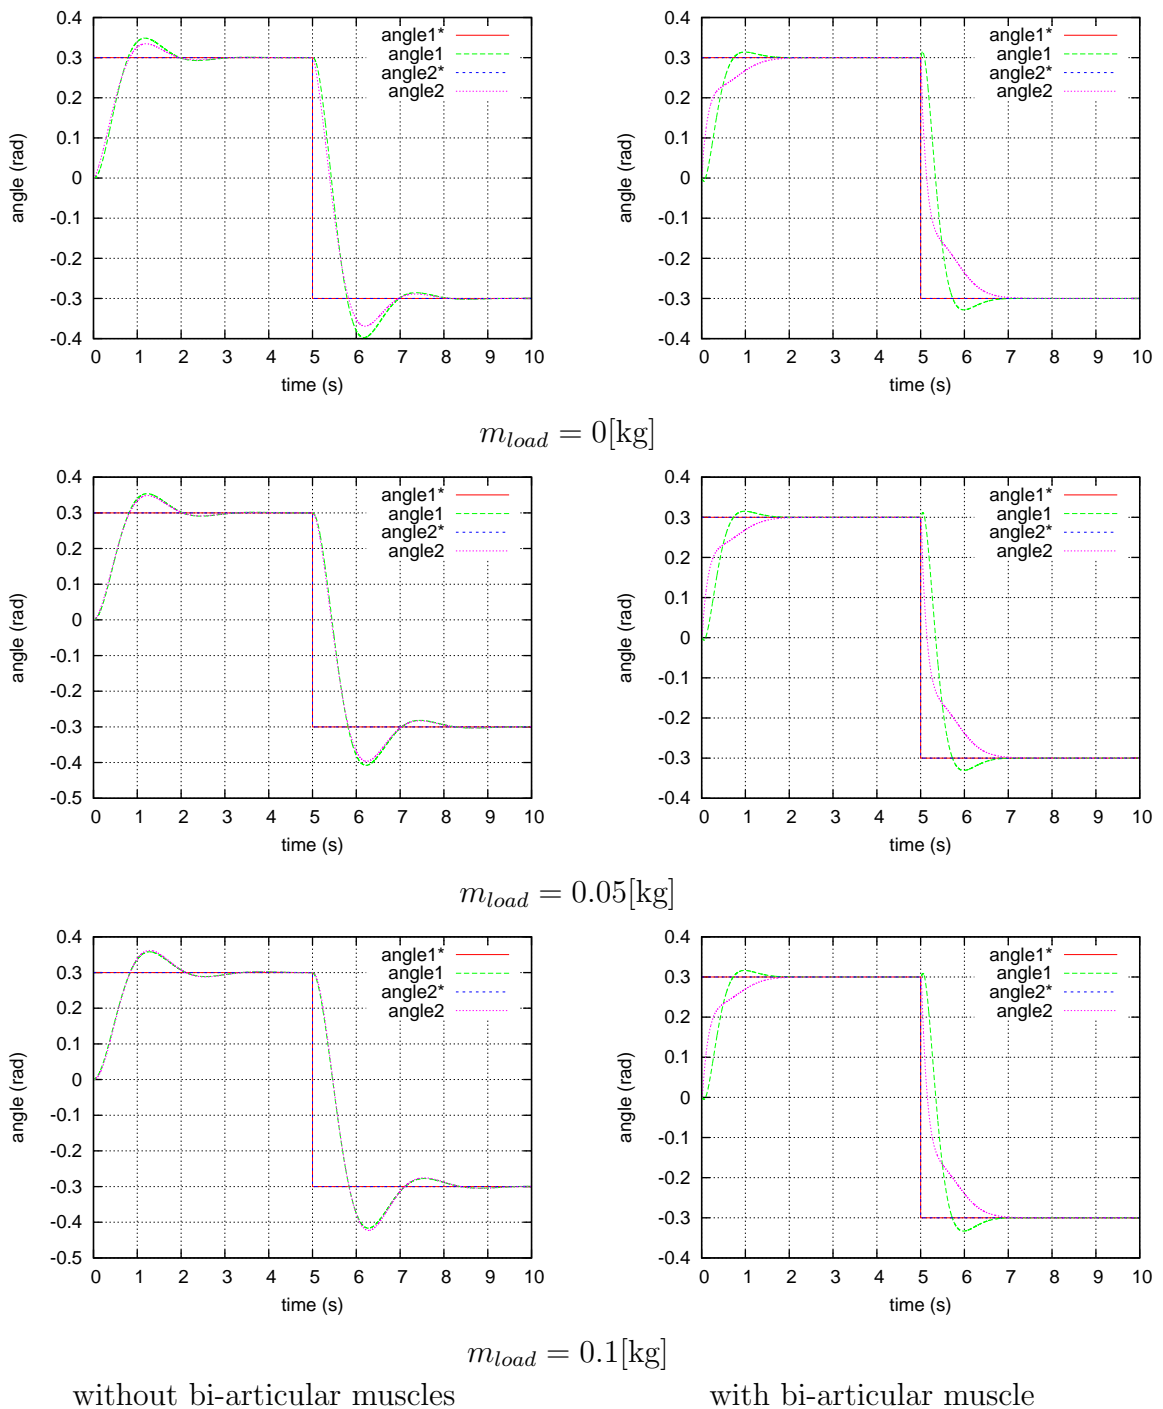 0.4
0.3
0.2
0.1
0
-0.1
-0.2
-0.3
-0.4
angle (rad)
0 1 2 3 4 5 6 7 8 9 10
time (s)
angle1*
angle1
angle2*
angle2
0.4
0.3
0.2
0.1
0
-0.1
-0.2
-0.3
-0.4
angle (rad)
0 1 2 3 4 5 6 7 8 9 10
time (s)
angle1*
angle1
angle2*
angle2
m_{load} = 0[kg]
0.4
0.3
0.2
0.1
0
-0.1
-0.2
-0.3
-0.4
-0.5
angle (rad)
0 1 2 3 4 5 6 7 8 9 10
time (s)
angle1*
angle1
angle2*
angle2
0.4
0.3
0.2
0.1
0
-0.1
-0.2
-0.3
-0.4
angle (rad)
0 1 2 3 4 5 6 7 8 9 10
time (s)
angle1*
angle1
angle2*
angle2
m_{load} = 0.05[kg]
0.4
0.3
0.2
0.1
0
-0.1
-0.2
-0.3
-0.4
-0.5
angle (rad)
0 1 2 3 4 5 6 7 8 9 10
time (s)
angle1*
angle1
angle2*
angle2
0.4
0.3
0.2
0.1
0
-0.1
-0.2
-0.3
-0.4
angle (rad)
0 1 2 3 4 5 6 7 8 9 10
time (s)
angle1*
angle1
angle2*
angle2
m_{load} = 0.1[kg]
without bi-articular muscles
with bi-articular muscle